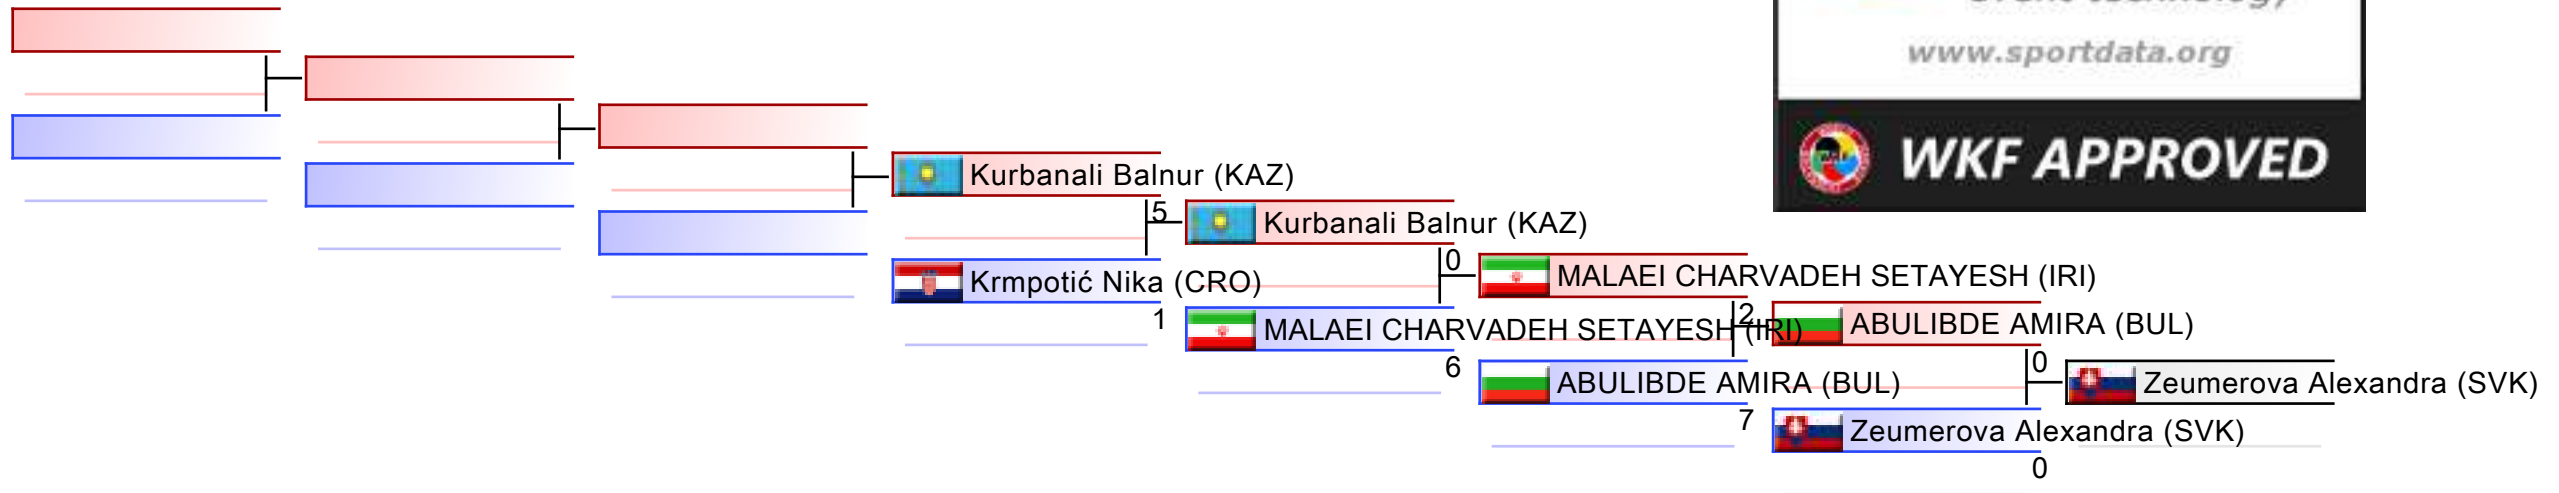 www.sportdata.org
WKF APPROVED
Kurbanali Balnur (KAZ)
5
Kurbanali Balnur (KAZ)
0
Krmpotić Nika (CRO)
1
MALAEI CHARVADEH SETAYESH (IRI)
2
MALAEI CHARVADEH SETAYESH (IRI)
6
ABULIBDE AMIRA (BUL)
0
ABULIBDE AMIRA (BUL)
7
Zeumerova Alexandra (SVK)
Zeumerova Alexandra (SVK)
0